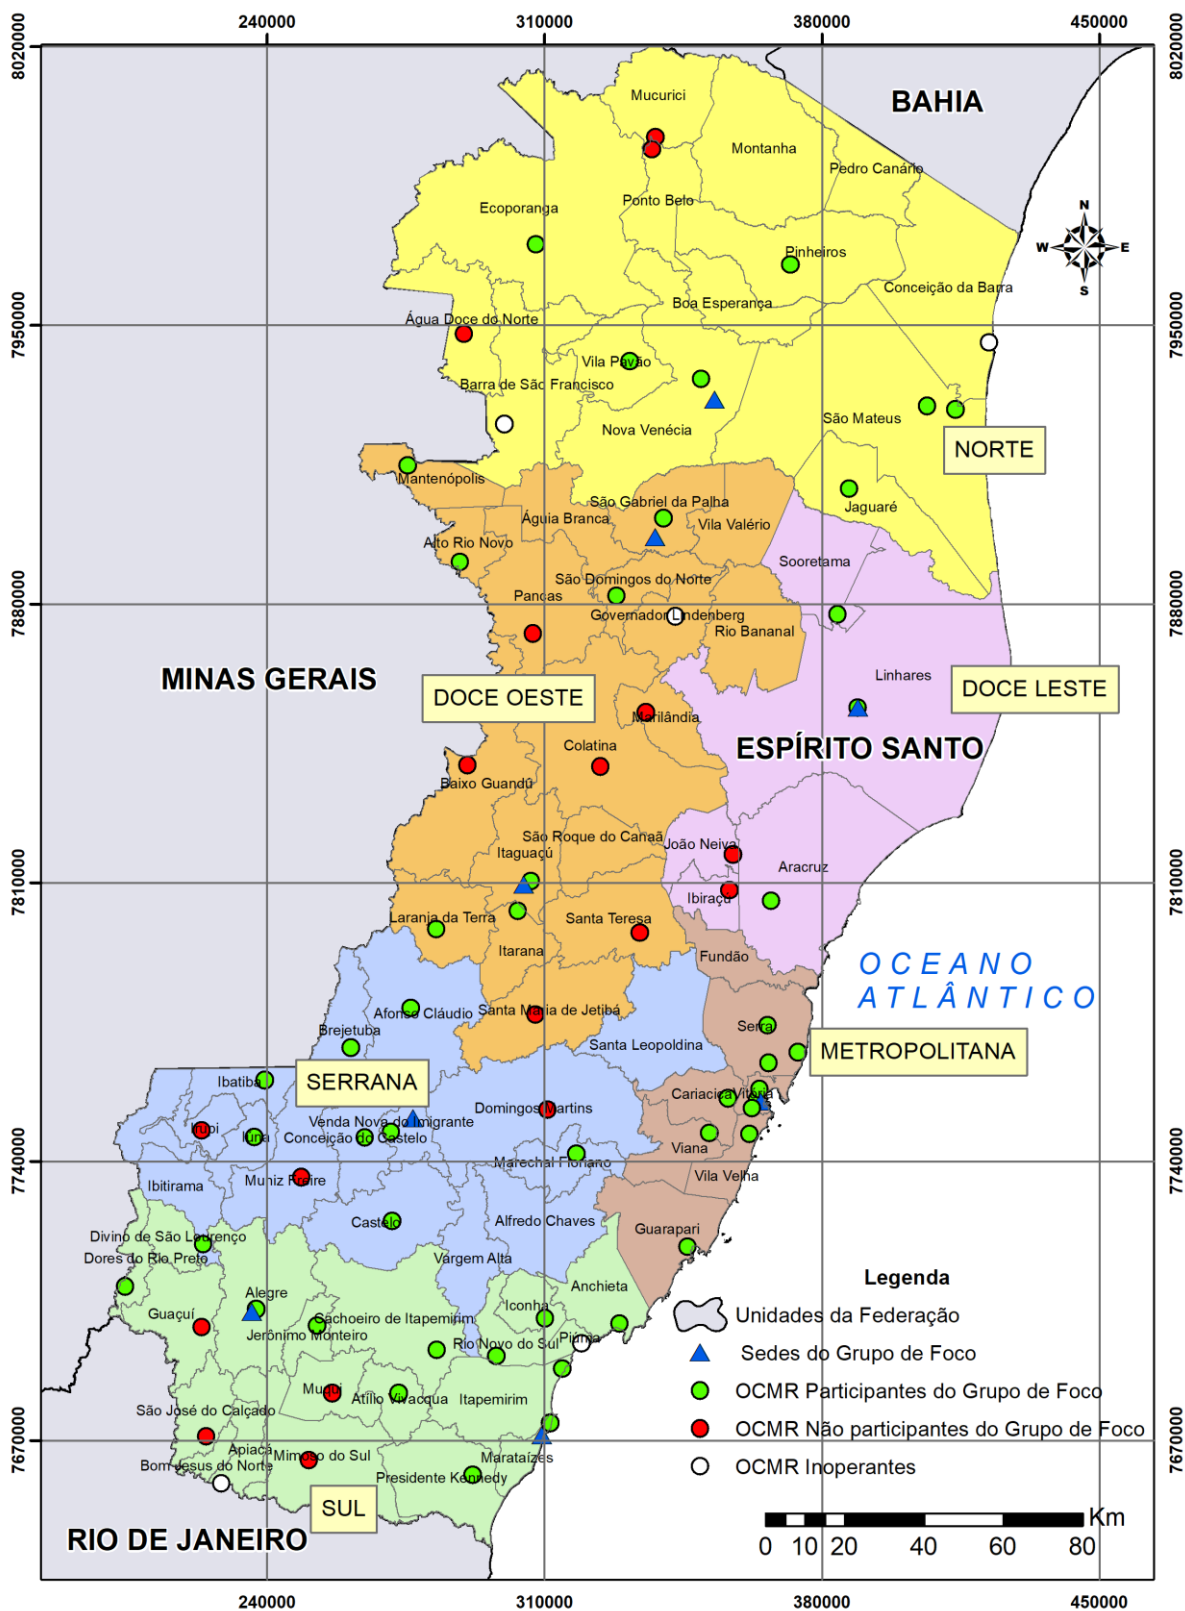 240000 310000 380000 450000
8020000 8020000
BAHIA
Mucurici
Montanha
Pedro Canário
Ponto Belo
Ecoporanga
N
W E
S
Pinheiros
Conceição da Barra
Boa Esperança
7950000 7950000
Água Doce do Norte
Vila Pavão
Barra de São Francisco
São Mateus
Nova Venécia
NORTE
Mantenópolis
São Gabriel da Palha
Jaguaré
Águia Branca
Vila Valério
Alto Rio Novo
Sooretama
São Domingos do Norte
Pancas
7880000 7880000
Governador Lindenberg
Rio Bananal
MINAS GERAIS
Linhares
DOCE OESTE
DOCE LESTE
Marilândia
Colatina
ESPÍRITO SANTO
Baixo Guandú
São Roque do Canaã
João Neiva
Itaguaçú
Aracruz
7810000 7810000
Ibiraçu
Laranja da Terra
Santa Teresa
Itarana
Fundão
OCEANO
ATLÂNTICO
Afonso Cláudio
Santa Maria de Jetibá
Brejetuba
Serra
Santa Leopoldina
METROPOLITANA
Ibatiba
SERRANA
Cariacica
Vitória
Domingos Martins
Venda Nova do Imigrante
Irupi
Iúna
Conceição do Castelo
Viana
Marechal Floriano
7740000 7740000
Vila Velha
Ibitirama
Muniz Freire
Castelo
Alfredo Chaves
Guarapari
Divino de São Lourenço
Dores do Rio Preto
Vargem Alta
Legenda
Anchieta
Alegre
Iconha
Guaçuí
Cachoeiro de Itapemirim
Jerônimo Monteiro
Rio Novo do Sul
Piúma
Unidades da Federação
Sedes do Grupo de Foco
OCMR Participantes do Grupo de Foco
OCMR Não participantes do Grupo de Foco
OCMR Inoperantes
Muqui
Atílio Vivacqua
Itapemirim
São José do Calçado
7670000 7670000
Apiacá
Mimoso do Sul
Bom Jesus do Norte
Marataízes
Presidente Kennedy
SUL
RIO DE JANEIRO
Km
0 10 20 40 60 80
240000 310000 380000 450000